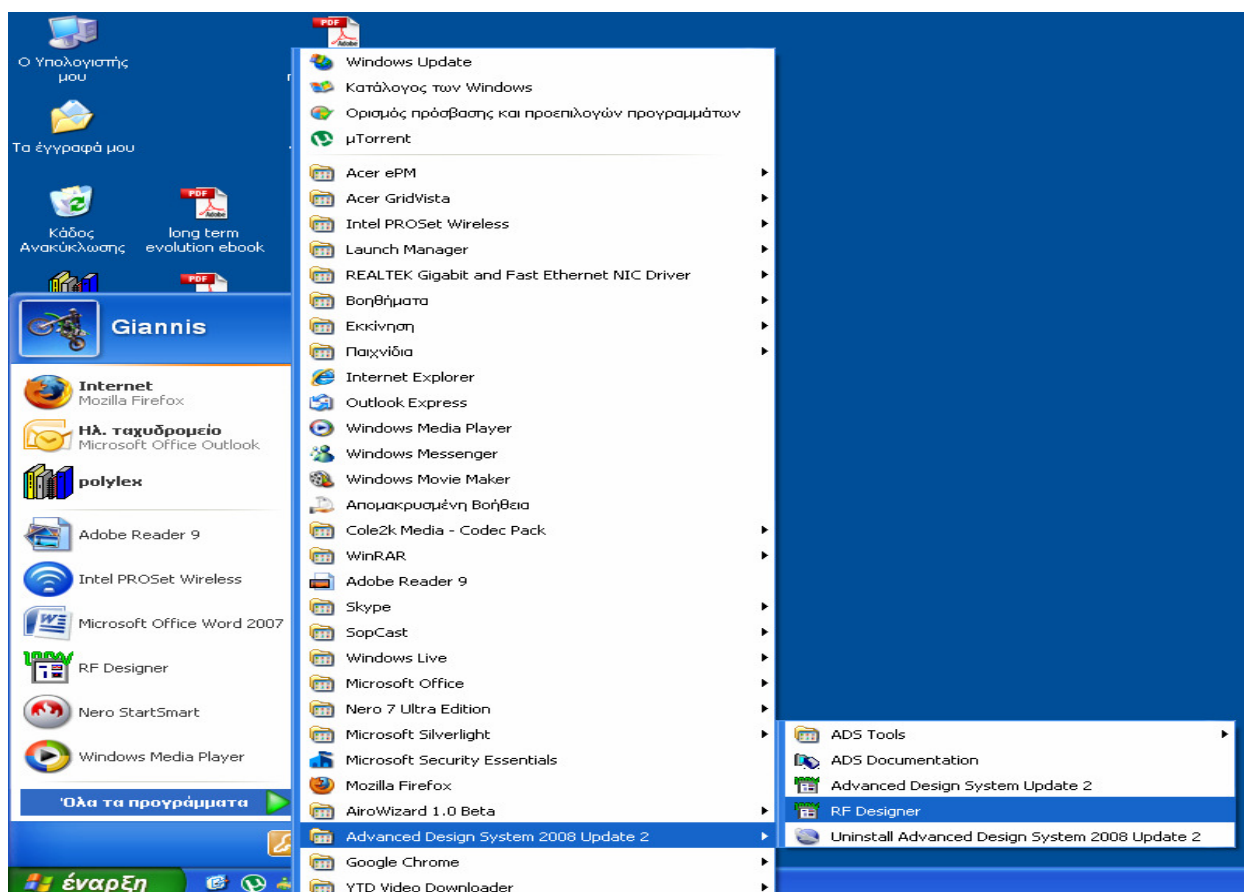 Ο Υπολογιστής
μου
Τα έγγραφά μου
Κάδος
Ανακύκλωσης
PDF
Adobe
long term
evolution ebook
PDF
PDF
Adobe
Giannis
Internet
Mozilla Firefox
Ηλ. ταχυδρομείο
Microsoft Office Outlook
polylex
Adobe Reader 9
Intel PROSet Wireless
Microsoft Office Word 2007
RF Designer
Nero StartSmart
Windows Media Player
Όλα τα προγράμματα
έναρξη
Windows Update
Κατάλογος των Windows
Ορισμός πρόσβασης και προεπιλογών προγραμμάτων
μTorrent
Acer ePM
Acer GridVista
Intel PROSet Wireless
Launch Manager
REALTEK Gigabit and Fast Ethernet NIC Driver
Βοηθήματα
Εκκίνηση
Παιχνίδια
Internet Explorer
Outlook Express
Windows Media Player
Windows Messenger
Windows Movie Maker
Απομακρυσμένη Βοήθεια
Cole2k Media - Codec Pack
WinRAR
Adobe Reader 9
Skype
SopCast
Windows Live
Microsoft Office
Nero 7 Ultra Edition
Microsoft Silverlight
Microsoft Security Essentials
Mozilla Firefox
AiroWizard 1.0 Beta
Advanced Design System 2008 Update 2
Google Chrome
YTD Video Downloader
ADS Tools
ADS Documentation
Advanced Design System Update 2
RF Designer
Uninstall Advanced Design System 2008 Update 2